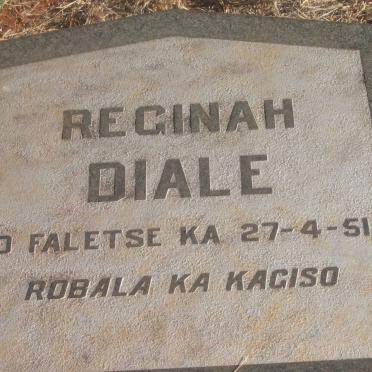 REGINAH
DIALE
O FALETSE KA 27-4-51
ROBALA KA KAGISO